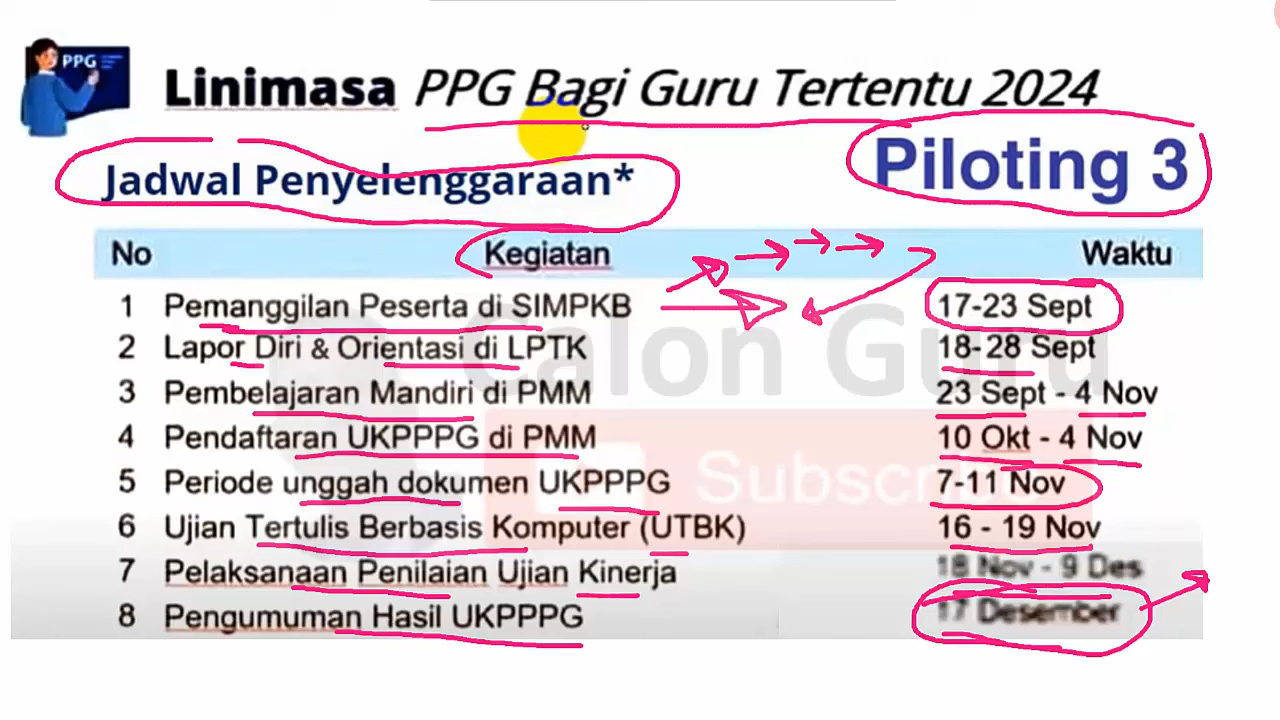 PPG
Linimasa PPG Bagi Guru Tertentu 2024
Jadwal Penyelenggaraan*
Piloting 3
No Kegiatan Waktu
1 Pemanggilan Peserta di SIMPKB 17-23 Sept
2 Lapor Diri & Orientasi di LPTK 18-28 Sept
3 Pembelajaran Mandiri di PMM 23 Sept - 4 Nov
4 Pendaftaran UKPPPG di PMM 10 Okt - 4 Nov
5 Periode unggah dokumen UKPPPG 7-11 Nov
6 Ujian Tertulis Berbasis Komputer (UTBK) 16 - 19 Nov
7 Pelaksanaan Penilaian Ujian Kinerja 18 Nov - 9 Des
8 Pengumuman Hasil UKPPPG 17 Desember
Calon Guru
Subscribe